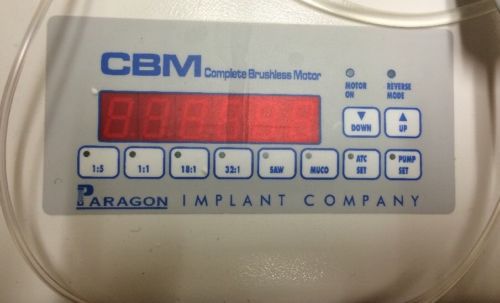 CBM Complete Brushless Motor
MOTOR ON
REVERSE MODE
DOWN
UP
1:5
1:1
18:1
32:1
SAW
MUCO
ATC SET
PUMP SET
PARAGON IMPLANT COMPANY